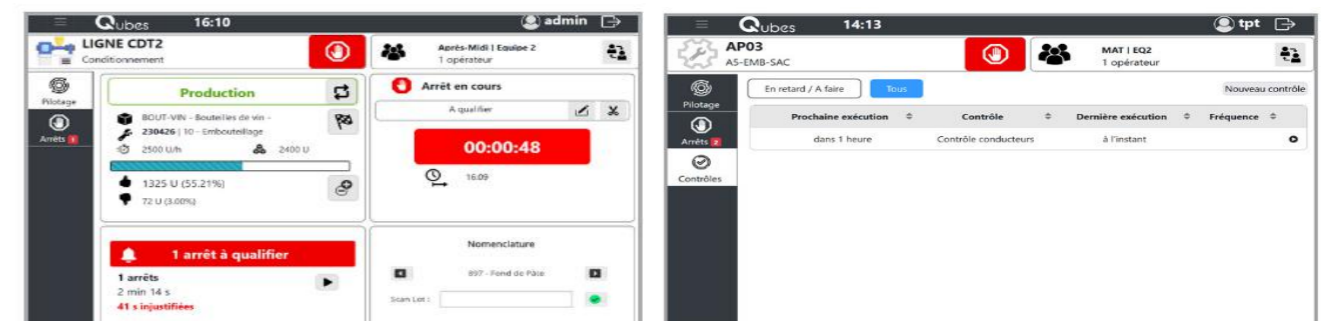 Qubes 16:10 admin
LIGNE CDT2
Conditionnement
Après-Midi | Equipe 2
1 opérateur
Pilotage
Arrêts 1
Production
BOUT-VIN - Bouteilles de vin -
230426 | 10 - Embouteillage
2500 U/h 2400 U
1325 U (55.21%)
72 U (3.00%)
Arrêt en cours
A qualifier
00:00:48
16:09
1 arrêt à qualifier
1 arrêts
2 min 14 s
41 s injustifiées
Nomenclature
897 - Fond de Pâte
Scan Lot :
Qubes 14:13 tpt
AP03
AS-EMB-SAC
MAT | EQ2
1 opérateur
Pilotage
Arrêts 2
Contrôles
En retard / A faire Tous Nouveau contrôle
Prochaine exécution Contrôle Dernière exécution Fréquence
dans 1 heure Contrôle conducteurs à l'instant